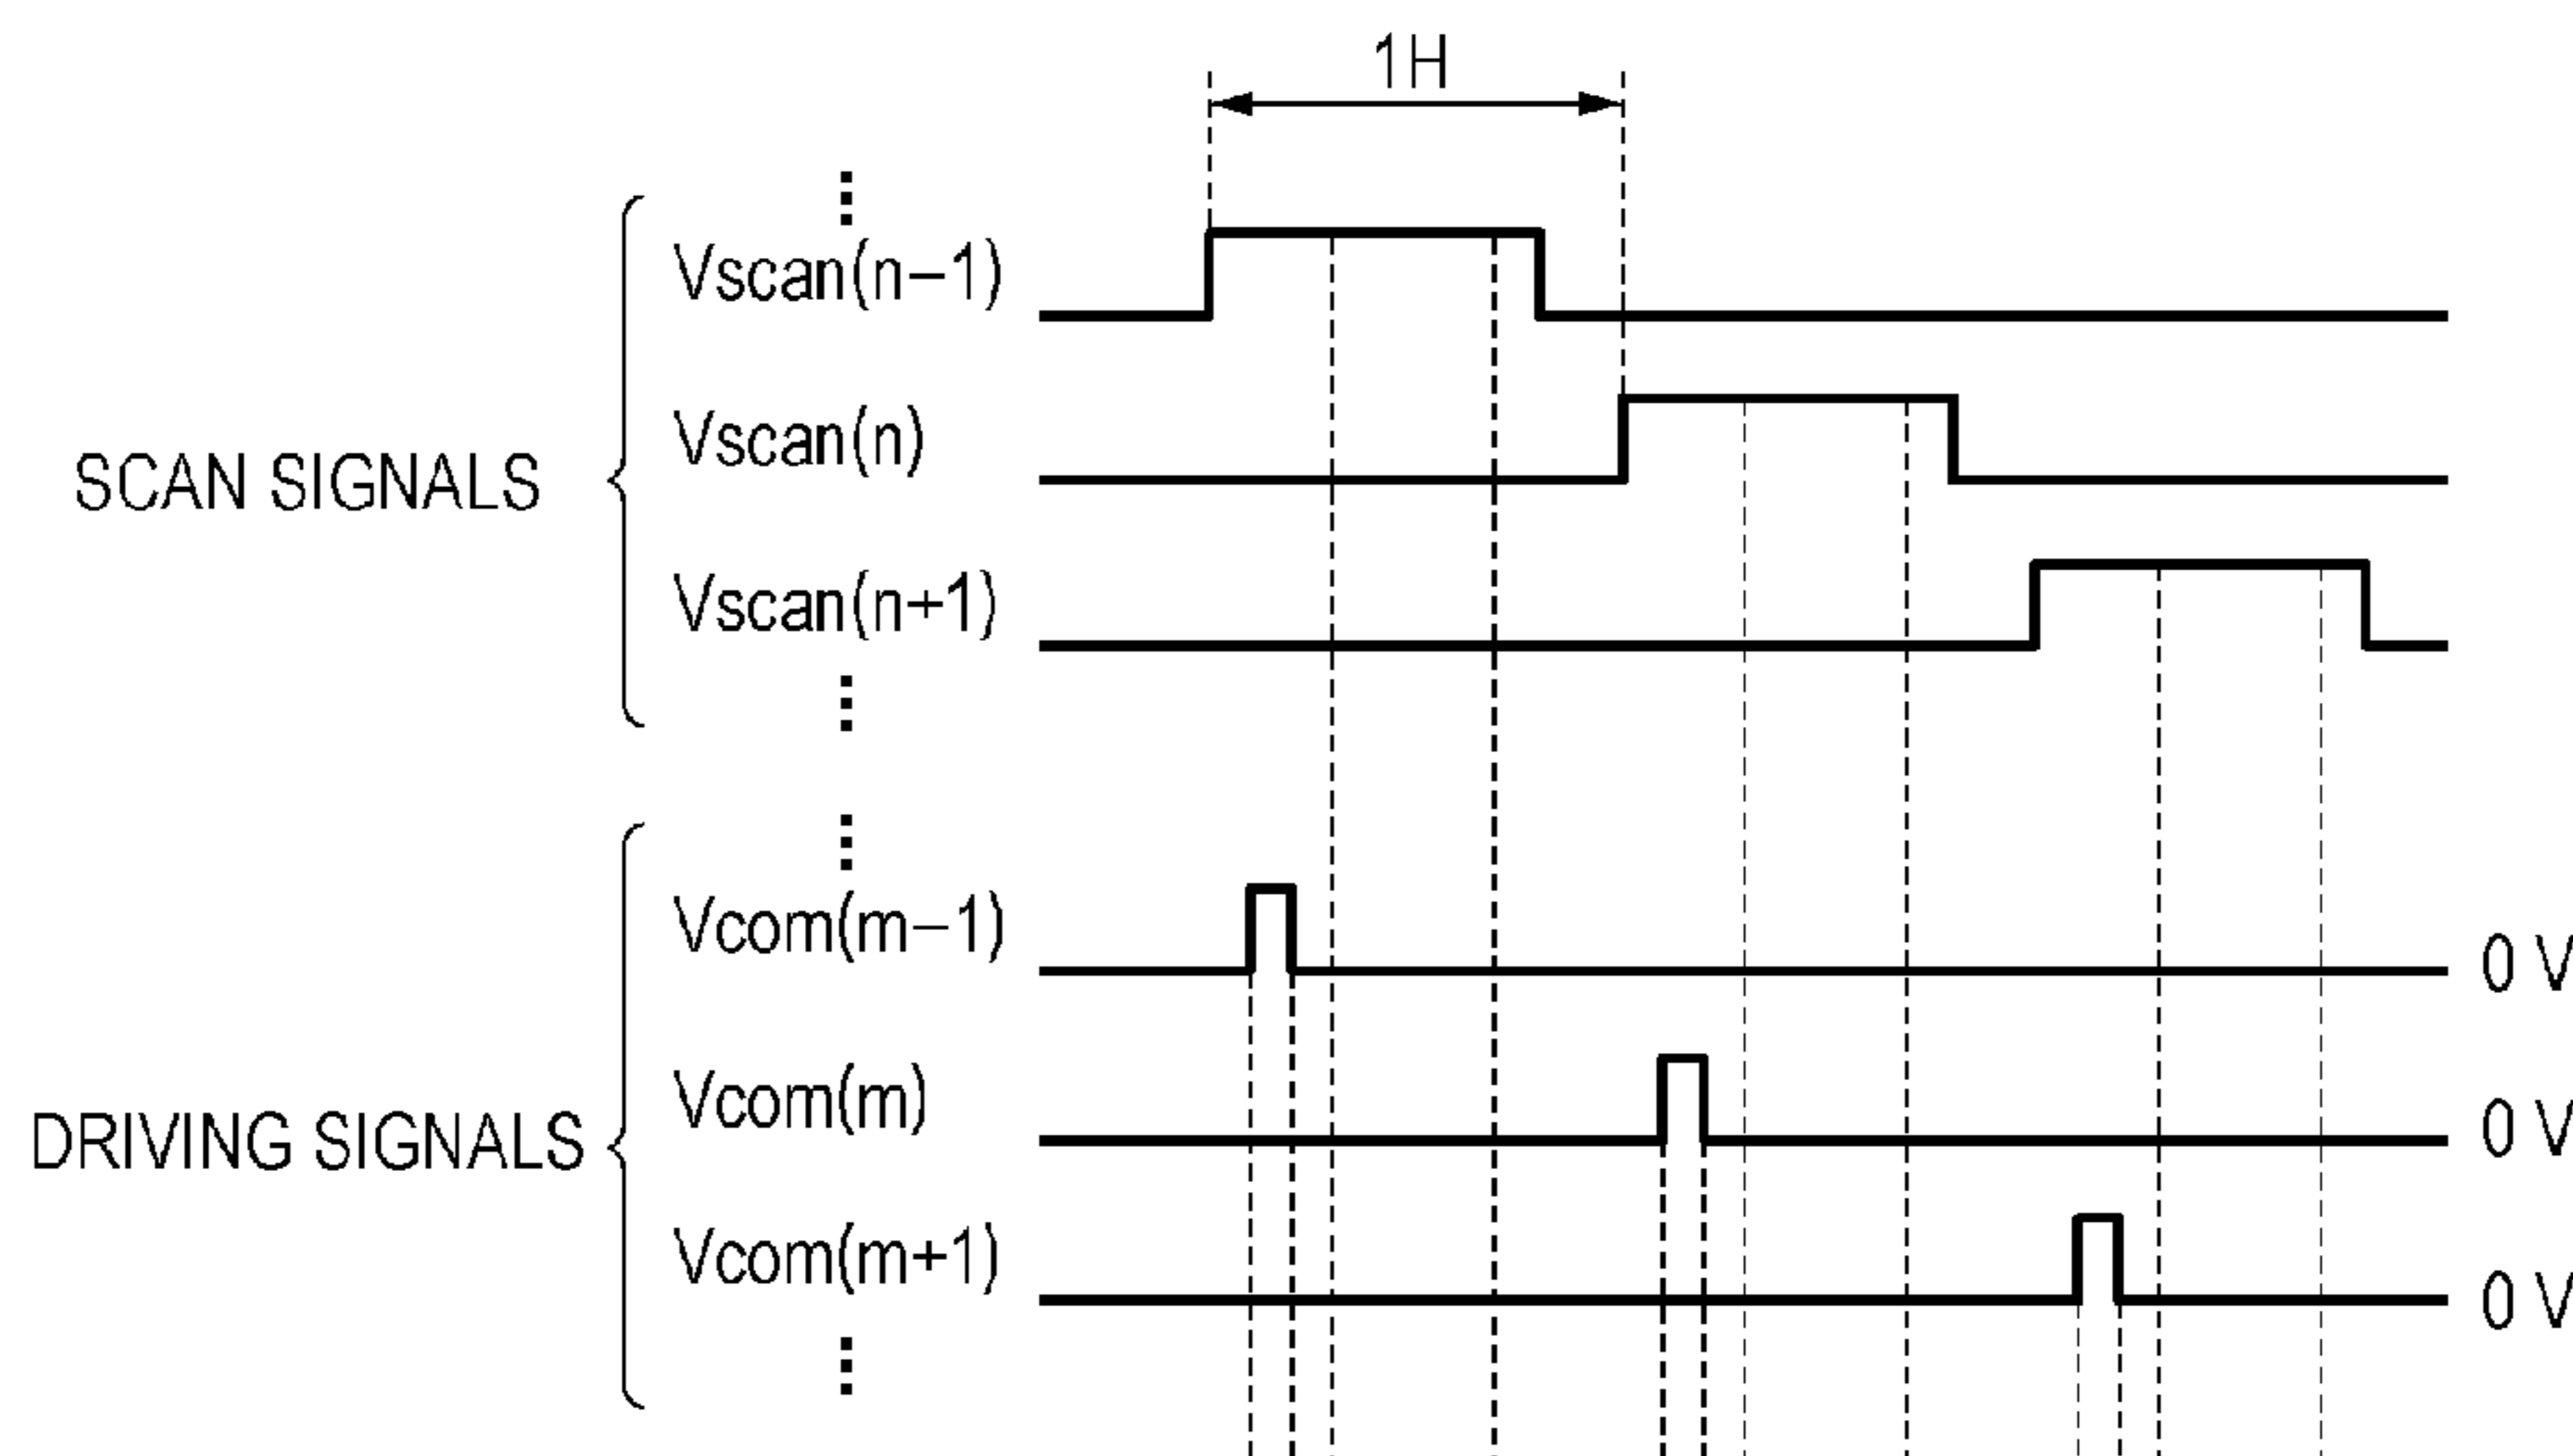 1H
⋮
Vscan(n−1)
Vscan(n)
SCAN SIGNALS
Vscan(n+1)
⋮
⋮
Vcom(m−1)
0 V
Vcom(m)
0 V
DRIVING SIGNALS
Vcom(m+1)
0 V
⋮